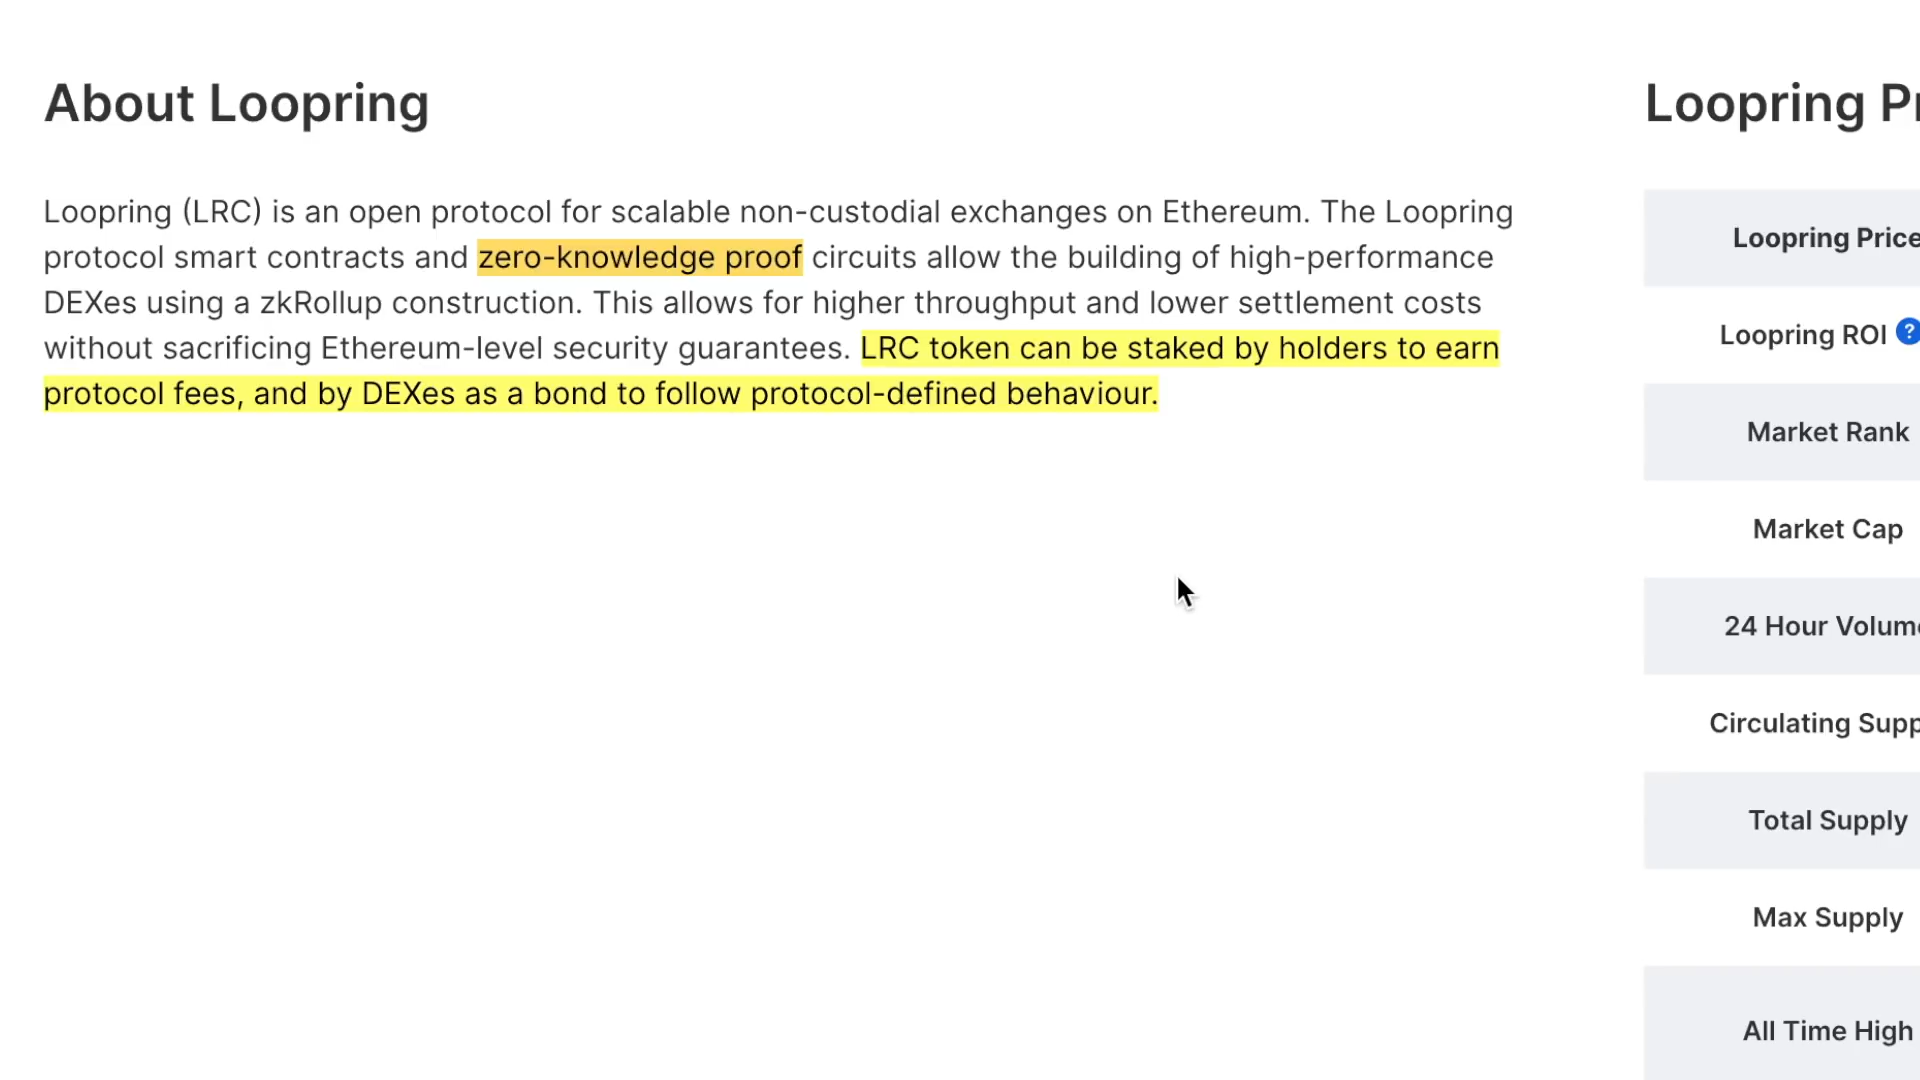 About Loopring
Loopring (LRC) is an open protocol for scalable non-custodial exchanges on Ethereum. The Loopring
protocol smart contracts and zero-knowledge proof circuits allow the building of high-performance
DEXes using a zkRollup construction. This allows for higher throughput and lower settlement costs
without sacrificing Ethereum-level security guarantees. LRC token can be staked by holders to earn
protocol fees, and by DEXes as a bond to follow protocol-defined behaviour.
Loopring
Loopring Price
Loopring ROI ?
Market Rank
Market Cap
24 Hour Volume
Circulating
Total Supply
Max Supply
All Time High